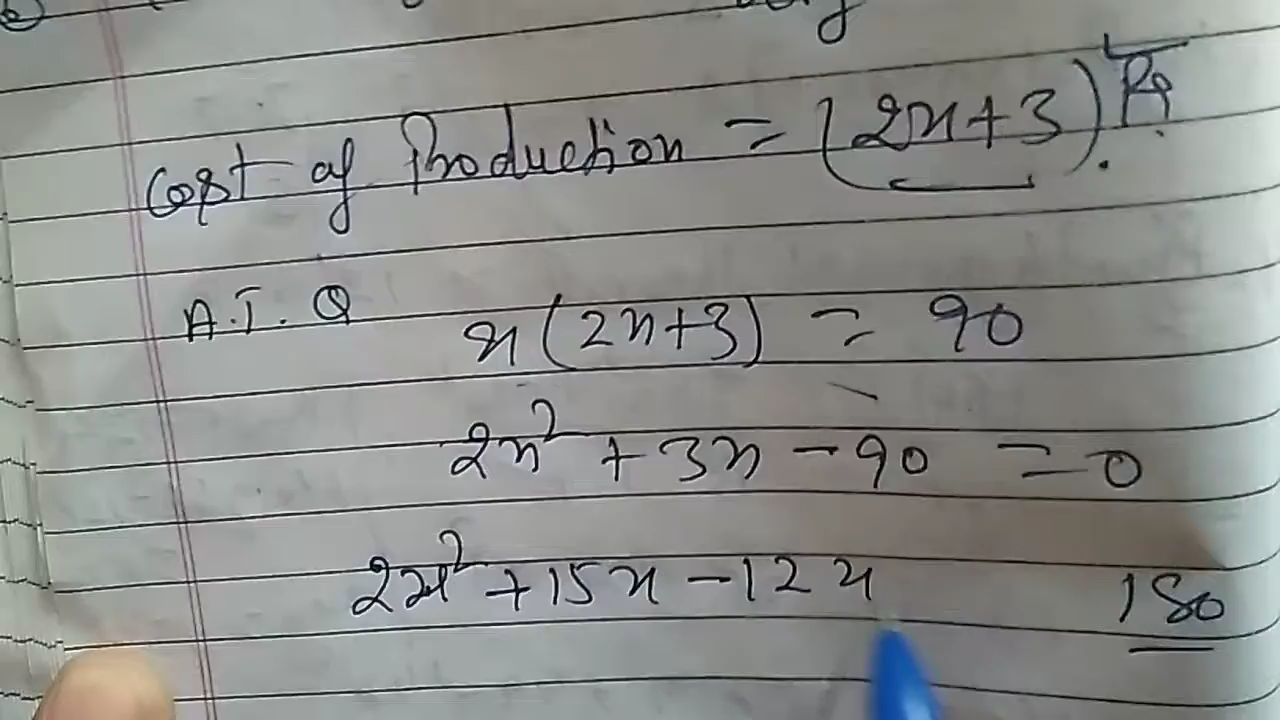 Cost of Production = (2x+3). Rs
A.T.Q x(2x+3) = 90
2x² + 3x - 90 = 0
2x² + 15x - 12x 180